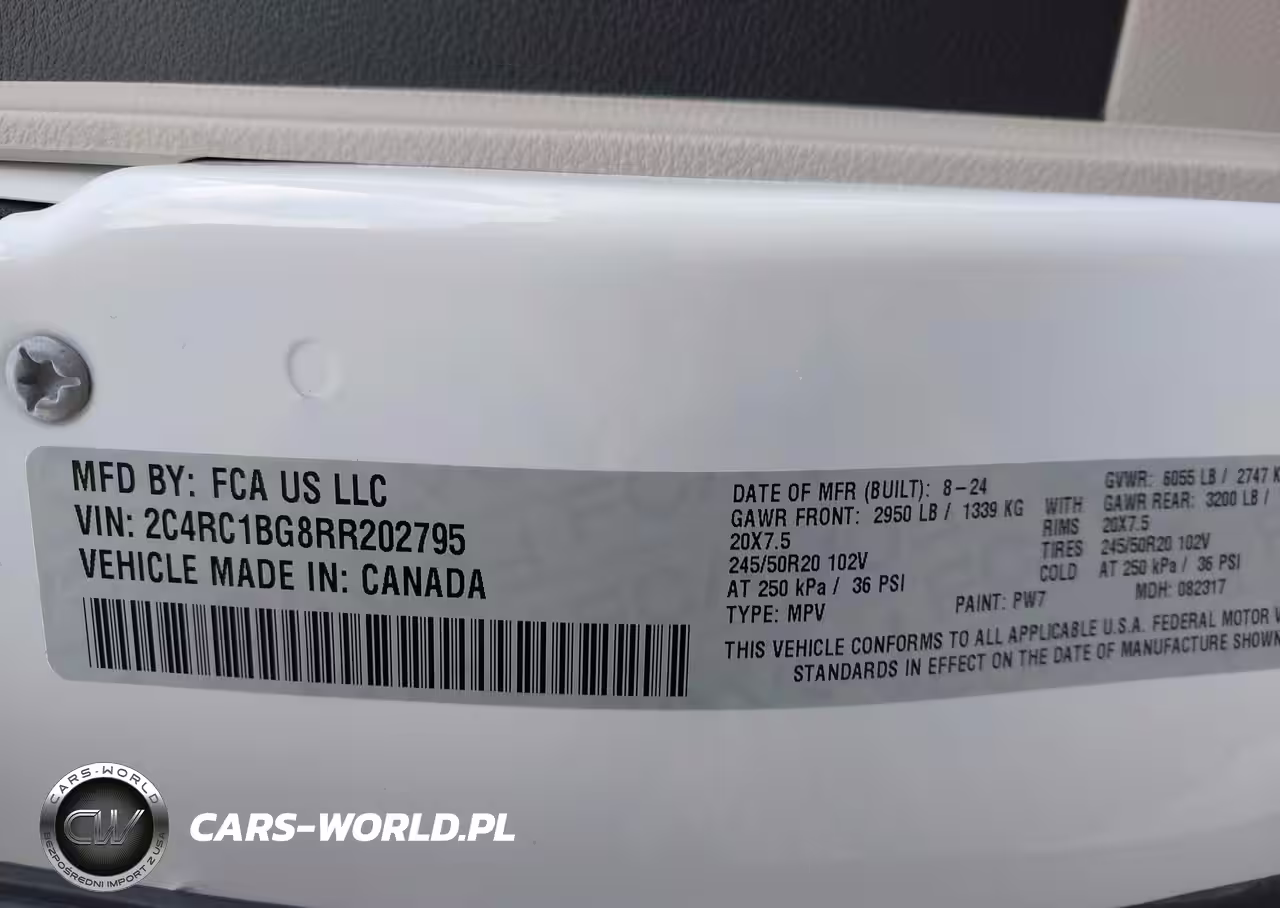 MFD BY: FCA US LLC
VIN: 2C4RC1BG8RR202795
VEHICLE MADE IN: CANADA
DATE OF MFR (BUILT): 8-24
GAWR FRONT: 2950 LB / 1339 KG
20X7.5
245/50R20 102V
AT 250 kPa / 36 PSI
TYPE: MPV
WITH
RIMS
TIRES
COLD
GVWR: 6055 LB / 2747 K
GAWR REAR: 3200 LB /
20X7.5
245/50R20 102V
AT 250 kPa / 36 PSI
PAINT: PW7
MDH: 082317
THIS VEHICLE CONFORMS TO ALL APPLICABLE U.S.A. FEDERAL MOTOR V
STANDARDS IN EFFECT ON THE DATE OF MANUFACTURE SHOWN
CARS-WORLD
CW
BEZPOŚREDNI IMPORT Z USA
CARS-WORLD.PL